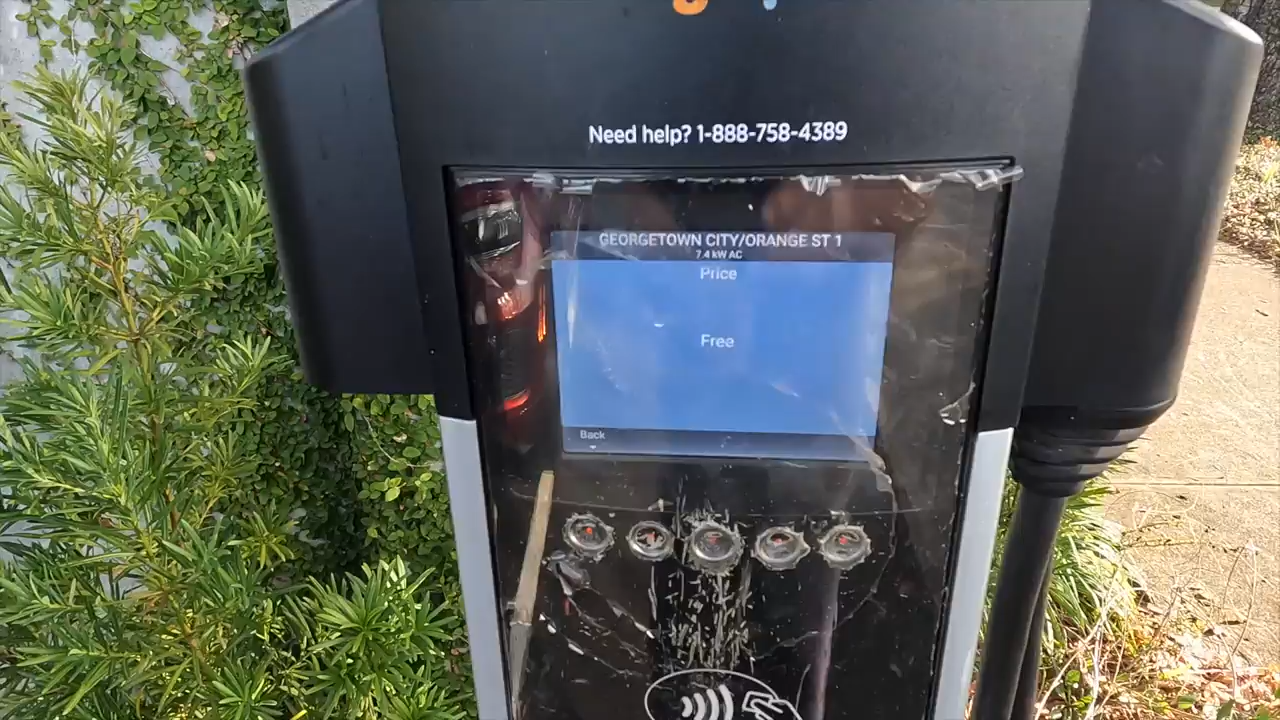 Need help? 1-888-758-4389
GEORGETOWN CITY/ORANGE ST 1
7.4 kW AC
Price
Free
Back